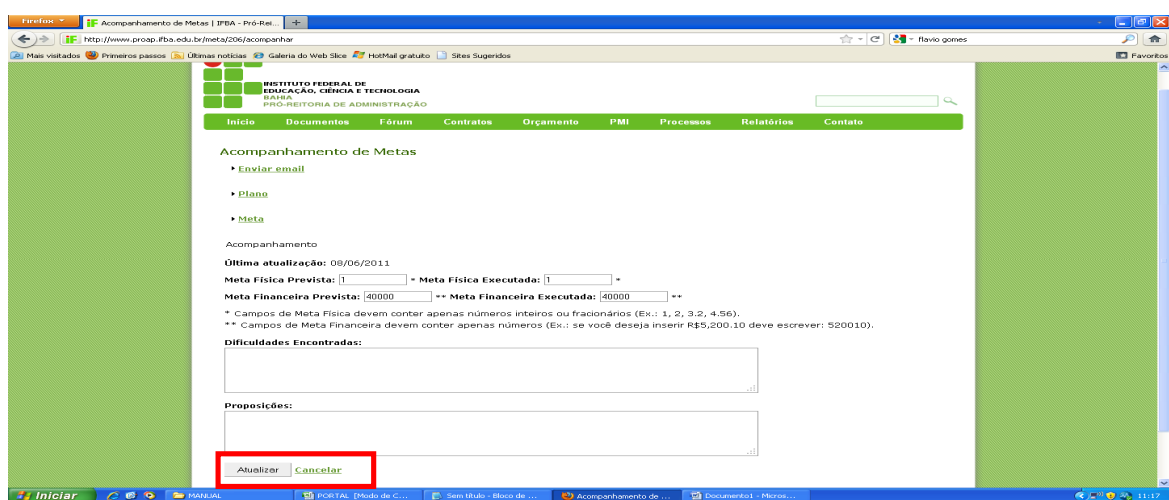 Firefox
Acompanhamento de Metas | IFBA - Pró-Rei...
http://www.proap.ifba.edu.br/meta/206/acompanhar
flavio gomes
Mais visitados Primeiros passos Últimas notícias Galeria do Web Slice HotMail gratuito Sites Sugeridos Favoritos
INSTITUTO FEDERAL DE
EDUCAÇÃO, CIÊNCIA E TECNOLOGIA
BAHIA
PRÓ-REITORIA DE ADMINISTRAÇÃO
Início Documentos Fórum Contratos Orçamento PMI Processos Relatórios Contato
Acompanhamento de Metas
Enviar email
Plano
Meta
Acompanhamento
Última atualização: 08/06/2011
Meta Física Prevista: 1 * Meta Física Executada: 1 *
Meta Financeira Prevista: 40000 ** Meta Financeira Executada: 40000 **
* Campos de Meta Física devem conter apenas números inteiros ou fracionários (Ex.: 1, 2, 3.2, 4.56).
** Campos de Meta Financeira devem conter apenas números (Ex.: se você deseja inserir R$5,200.10 deve escrever: 520010).
Dificuldades Encontradas:
Proposições:
Atualizar Cancelar
Iniciar MANUAL PORTAL [Modo de C... Sem título - Bloco de ... Acompanhamento de ... Documento1 - Micros... 11:17